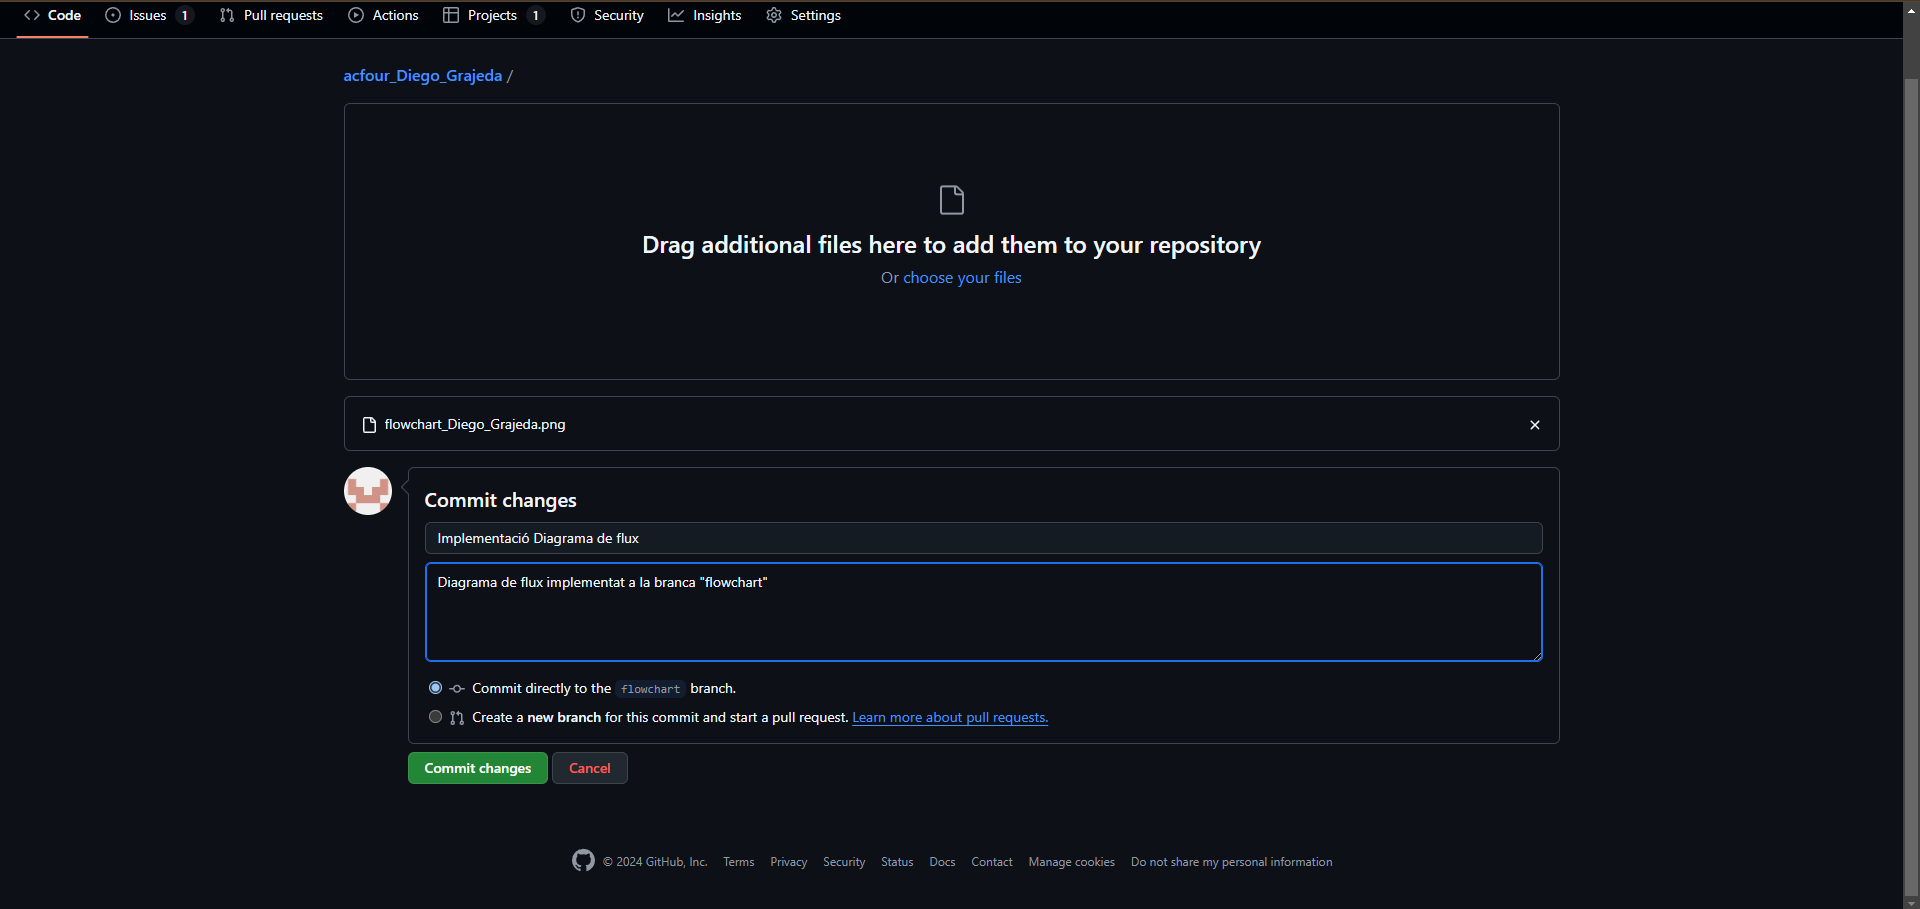 Code Issues 1 Pull requests Actions Projects 1 Security Insights Settings
acfour_Diego_Grajeda /
Drag additional files here to add them to your repository
Or choose your files
flowchart_Diego_Grajeda.png
Commit changes
Implementació Diagrama de flux
Diagrama de flux implementat a la branca "flowchart"
Commit directly to the flowchart branch.
Create a new branch for this commit and start a pull request. Learn more about pull requests.
Commit changes Cancel
© 2024 GitHub, Inc. Terms Privacy Security Status Docs Contact Manage cookies Do not share my personal information